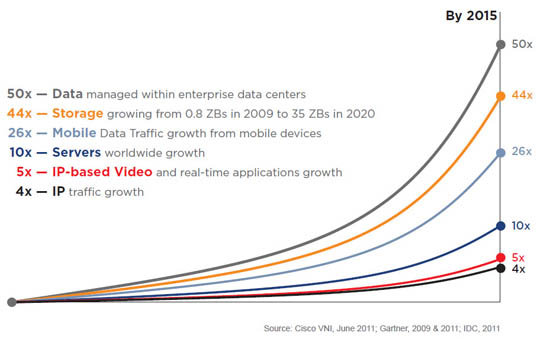 By 2015
50x
50x — Data managed within enterprise data centers
44x
44x — Storage growing from 0.8 ZBs in 2009 to 35 ZBs in 2020
26x — Mobile Data Traffic growth from mobile devices
26x
10x — Servers worldwide growth
5x — IP-based Video and real-time applications growth
4x — IP traffic growth
10x
5x
4x
Source: Cisco VNI, June 2011; Gartner, 2009 & 2011; IDC, 2011